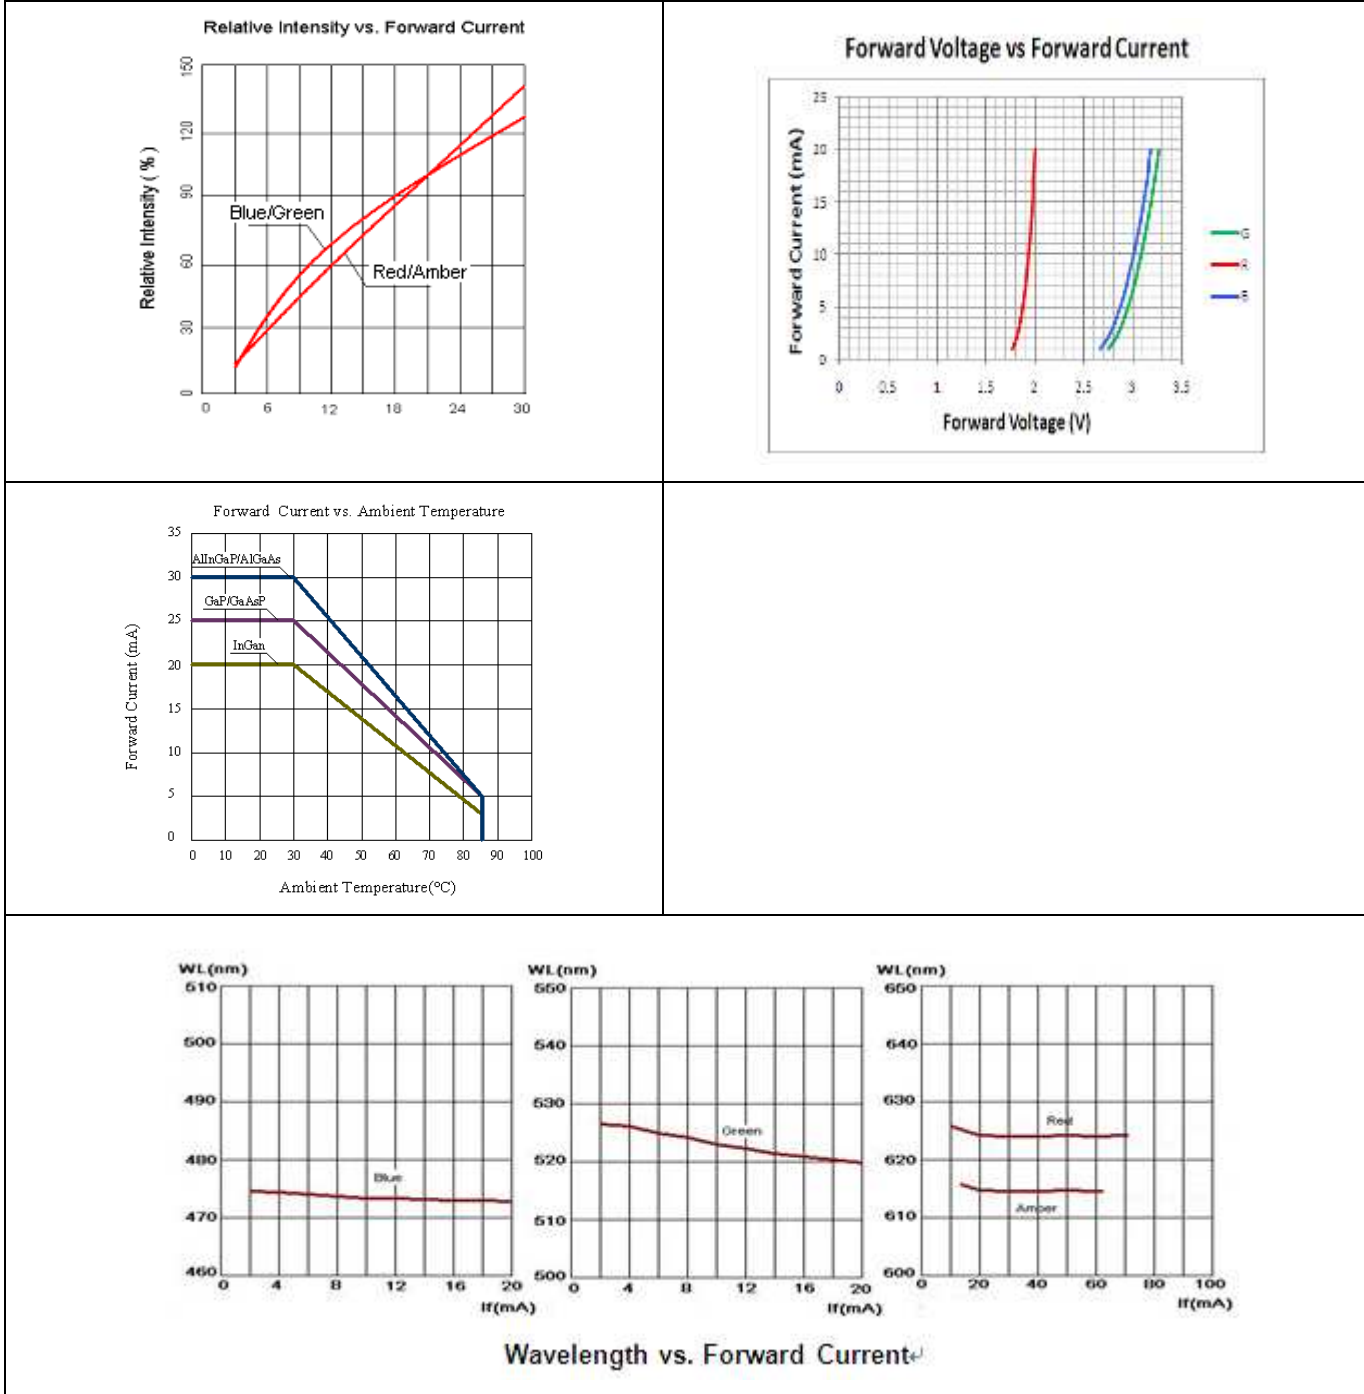 Relative Intensity vs. Forward Current
150
120
90
60
30
0
Relative Intensity ( % )
Blue/Green
Red/Amber
0 6 12 18 24 30
Forward Voltage vs Forward Current
25
20
15
10
5
0
Forward Current (mA)
0 0.5 1 1.5 2 2.5 3 3.5
Forward Voltage (V)
G
R
B
Forward Current vs. Ambient Temperature
35
30
25
20
15
10
5
0
Forward Current (mA)
AlInGaP/AlGaAs
GaP/GaAsP
InGan
0 10 20 30 40 50 60 70 80 90 100
Ambient Temperature(°C)
WL(nm)
510
500
490
480
470
460
Blue
0 4 8 12 16 20
If(mA)
WL(nm)
550
540
530
520
510
500
Green
0 4 8 12 16 20
If(mA)
WL(nm)
650
640
630
620
610
600
Red
Amber
0 20 40 60 80 100
If(mA)
Wavelength vs. Forward Current↵